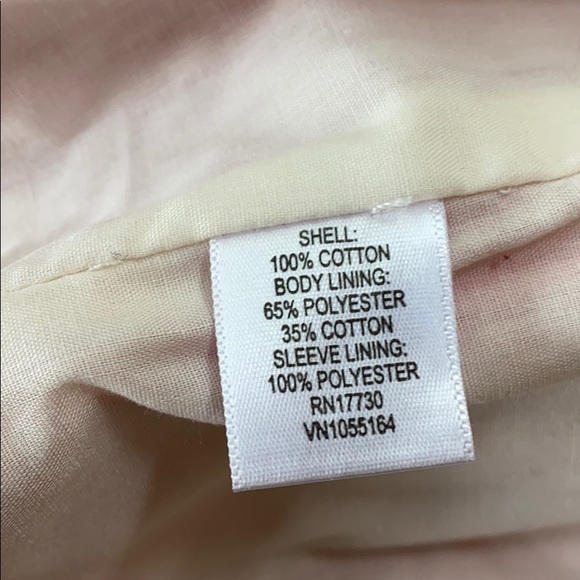 SHELL:
100% COTTON
BODY LINING:
65% POLYESTER
35% COTTON
SLEEVE LINING:
100% POLYESTER
RN17730
VN1055164